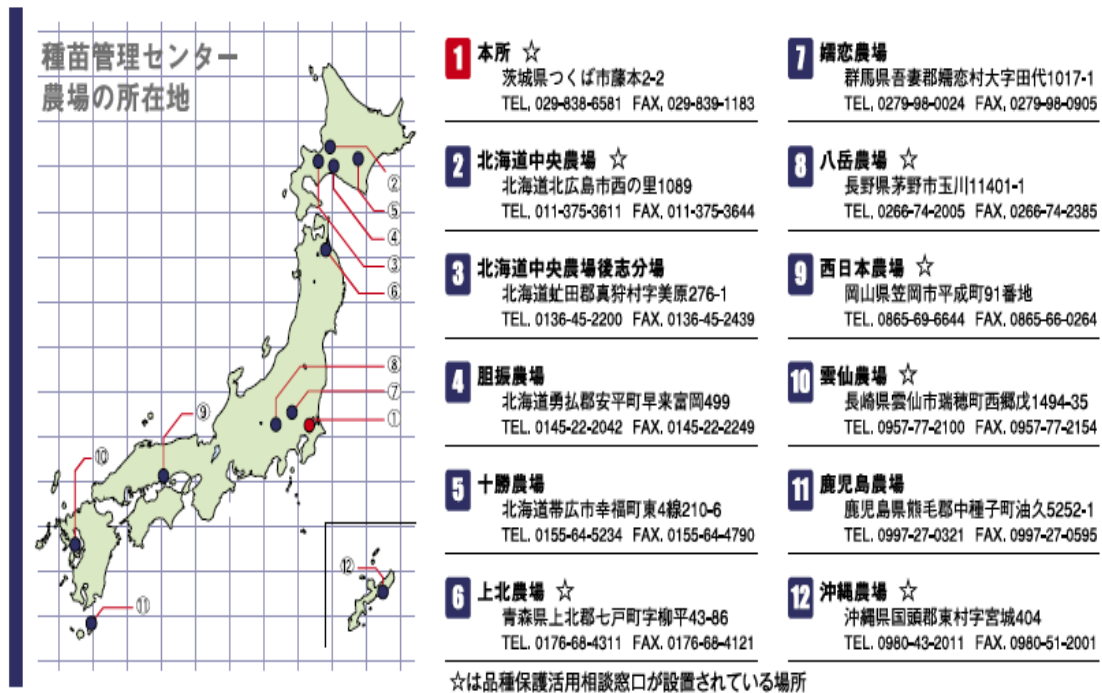 種苗管理センター
農場の所在地
②
⑤
④
③
⑥
⑧
⑦
①
⑨
⑩
⑫
⑪
1 本所 ☆
茨城県つくば市藤本2-2
TEL. 029-838-6581 FAX. 029-839-1183
2 北海道中央農場 ☆
北海道北広島市西の里1089
TEL. 011-375-3611 FAX. 011-375-3644
3 北海道中央農場後志分場
北海道虻田郡真狩村字美原276-1
TEL. 0136-45-2200 FAX. 0136-45-2439
4 胆振農場
北海道勇払郡安平町早来富岡499
TEL. 0145-22-2042 FAX. 0145-22-2249
5 十勝農場
北海道帯広市幸福町東4線210-6
TEL. 0155-64-5234 FAX. 0155-64-4790
6 上北農場 ☆
青森県上北郡七戸町字柳平43-86
TEL. 0176-68-4311 FAX. 0176-68-4121
7 嬬恋農場
群馬県吾妻郡嬬恋村大字田代1017-1
TEL. 0279-98-0024 FAX. 0279-98-0905
8 八岳農場 ☆
長野県茅野市玉川11401-1
TEL. 0266-74-2005 FAX. 0266-74-2385
9 西日本農場 ☆
岡山県笠岡市平成町91番地
TEL. 0865-69-6644 FAX. 0865-66-0264
10 雲仙農場 ☆
長崎県雲仙市瑞穂町西郷戊1494-35
TEL. 0957-77-2100 FAX. 0957-77-2154
11 鹿児島農場
鹿児島県熊毛郡中種子町油久5252-1
TEL. 0997-27-0321 FAX. 0997-27-0595
12 沖縄農場 ☆
沖縄県国頭郡東村字宮城404
TEL. 0980-43-2011 FAX. 0980-51-2001
☆は品種保護活用相談窓口が設置されている場所